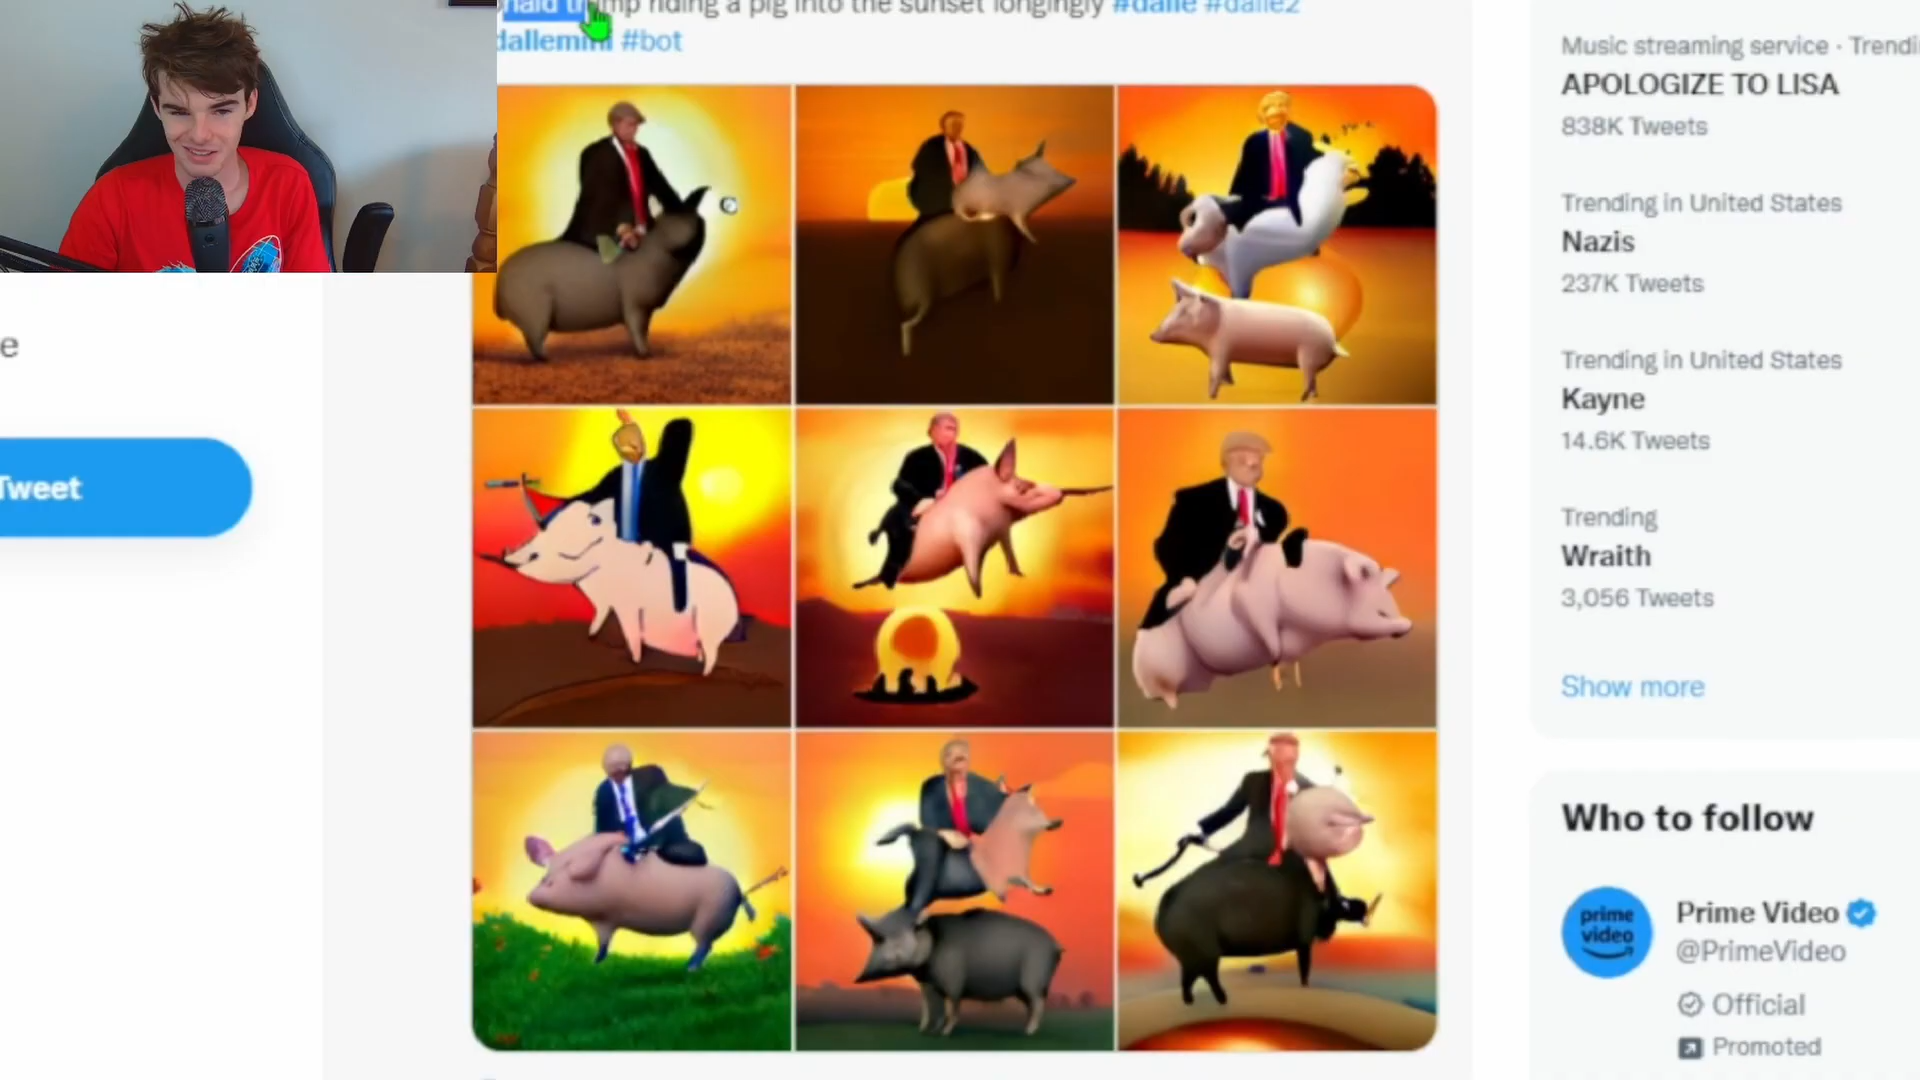 mp riding a pig into the sunset longingly #dalle #dalle2
dallemini #bot
e
Tweet
Music streaming service · Trendi
APOLOGIZE TO LISA
838K Tweets
Trending in United States
Nazis
237K Tweets
Trending in United States
Kayne
14.6K Tweets
Trending
Wraith
3,056 Tweets
Show more
Who to follow
prime
video
Prime Video
@PrimeVideo
Official
Promoted